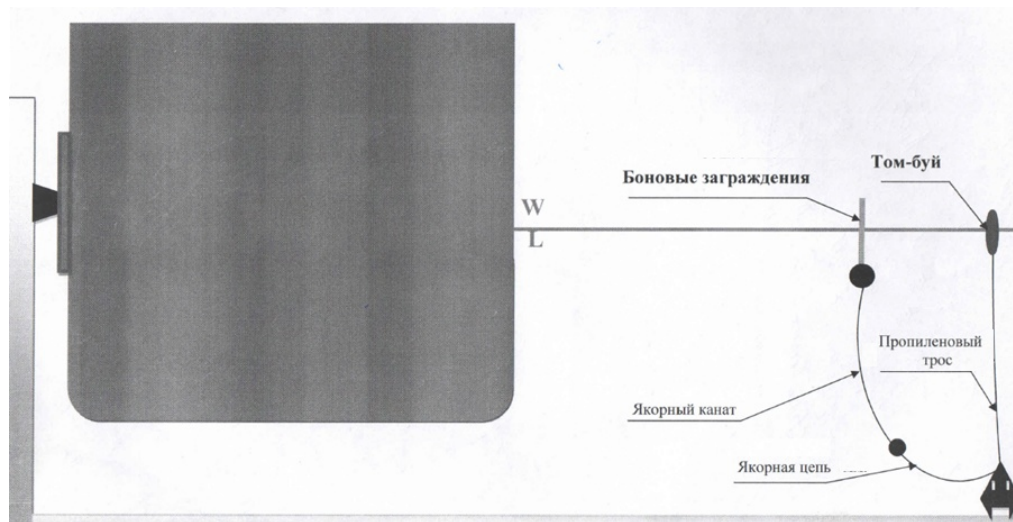 Том-буй
Боновые заграждения
W
L
Пропиленовый
трос
Якорный канат
Якорная цепь